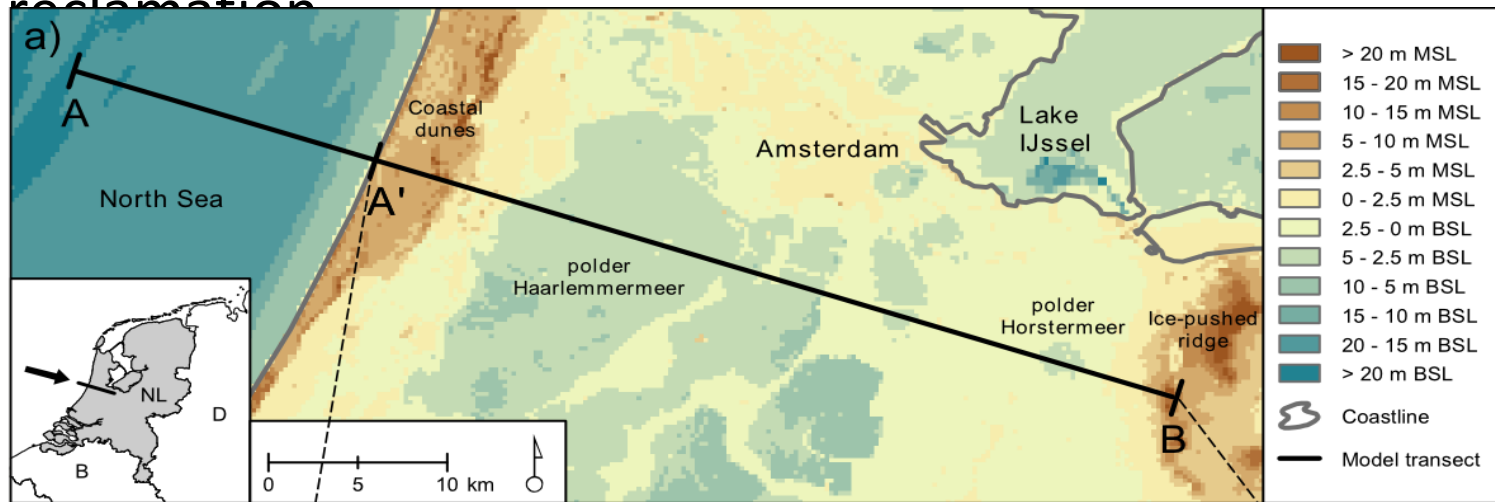 reclamation
a)
A
North Sea
Coastal
dunes
A'
Amsterdam
Lake
IJssel
polder
Haarlemmermeer
polder
Horstermeer
Ice-pushed
ridge
B
NL
D
B
0 5 10 km
> 20 m MSL
15 - 20 m MSL
10 - 15 m MSL
5 - 10 m MSL
2.5 - 5 m MSL
0 - 2.5 m MSL
2.5 - 0 m BSL
5 - 2.5 m BSL
10 - 5 m BSL
15 - 10 m BSL
20 - 15 m BSL
> 20 m BSL
Coastline
Model transect